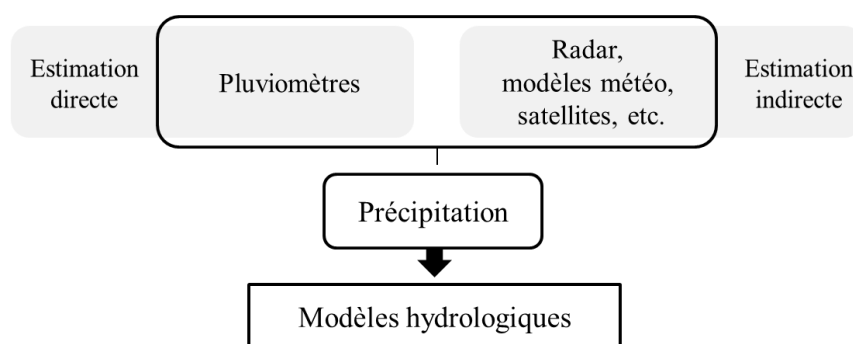 Estimation
directe
Pluviomètres
Radar,
modèles météo,
satellites, etc.
Estimation
indirecte
Précipitation
Modèles hydrologiques